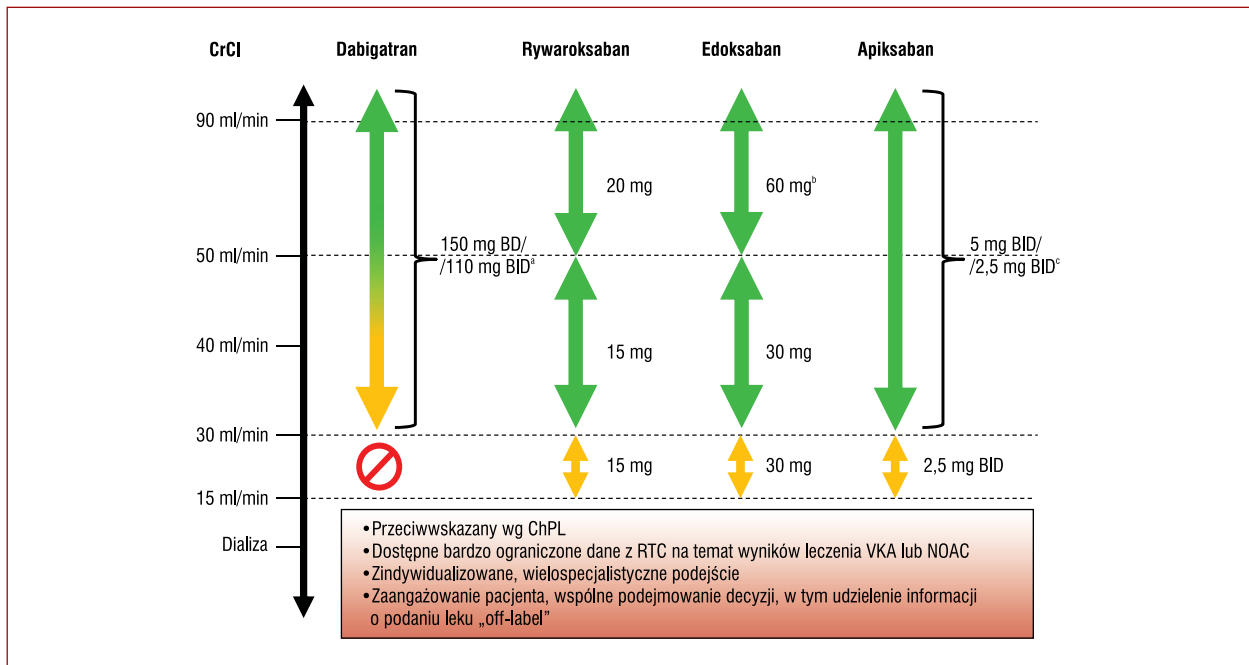 CrCl Dabigatran Rywaroksaban Edoksaban Apiksaban
90 ml/min
20 mg 60 mgᵇ
150 mg BD/
/110 mg BIDᵃ
5 mg BID/
/2,5 mg BIDᶜ
50 ml/min
40 ml/min 15 mg 30 mg
30 ml/min
15 mg 30 mg 2,5 mg BID
15 ml/min
Dializa
•Przeciwwskazany wg ChPL
•Dostępne bardzo ograniczone dane z RTC na temat wyników leczenia VKA lub NOAC
•Zindywidualizowane, wielospecjalistyczne podejście
•Zaangażowanie pacjenta, wspólne podejmowanie decyzji, w tym udzielenie informacji
o podaniu leku „off-label”